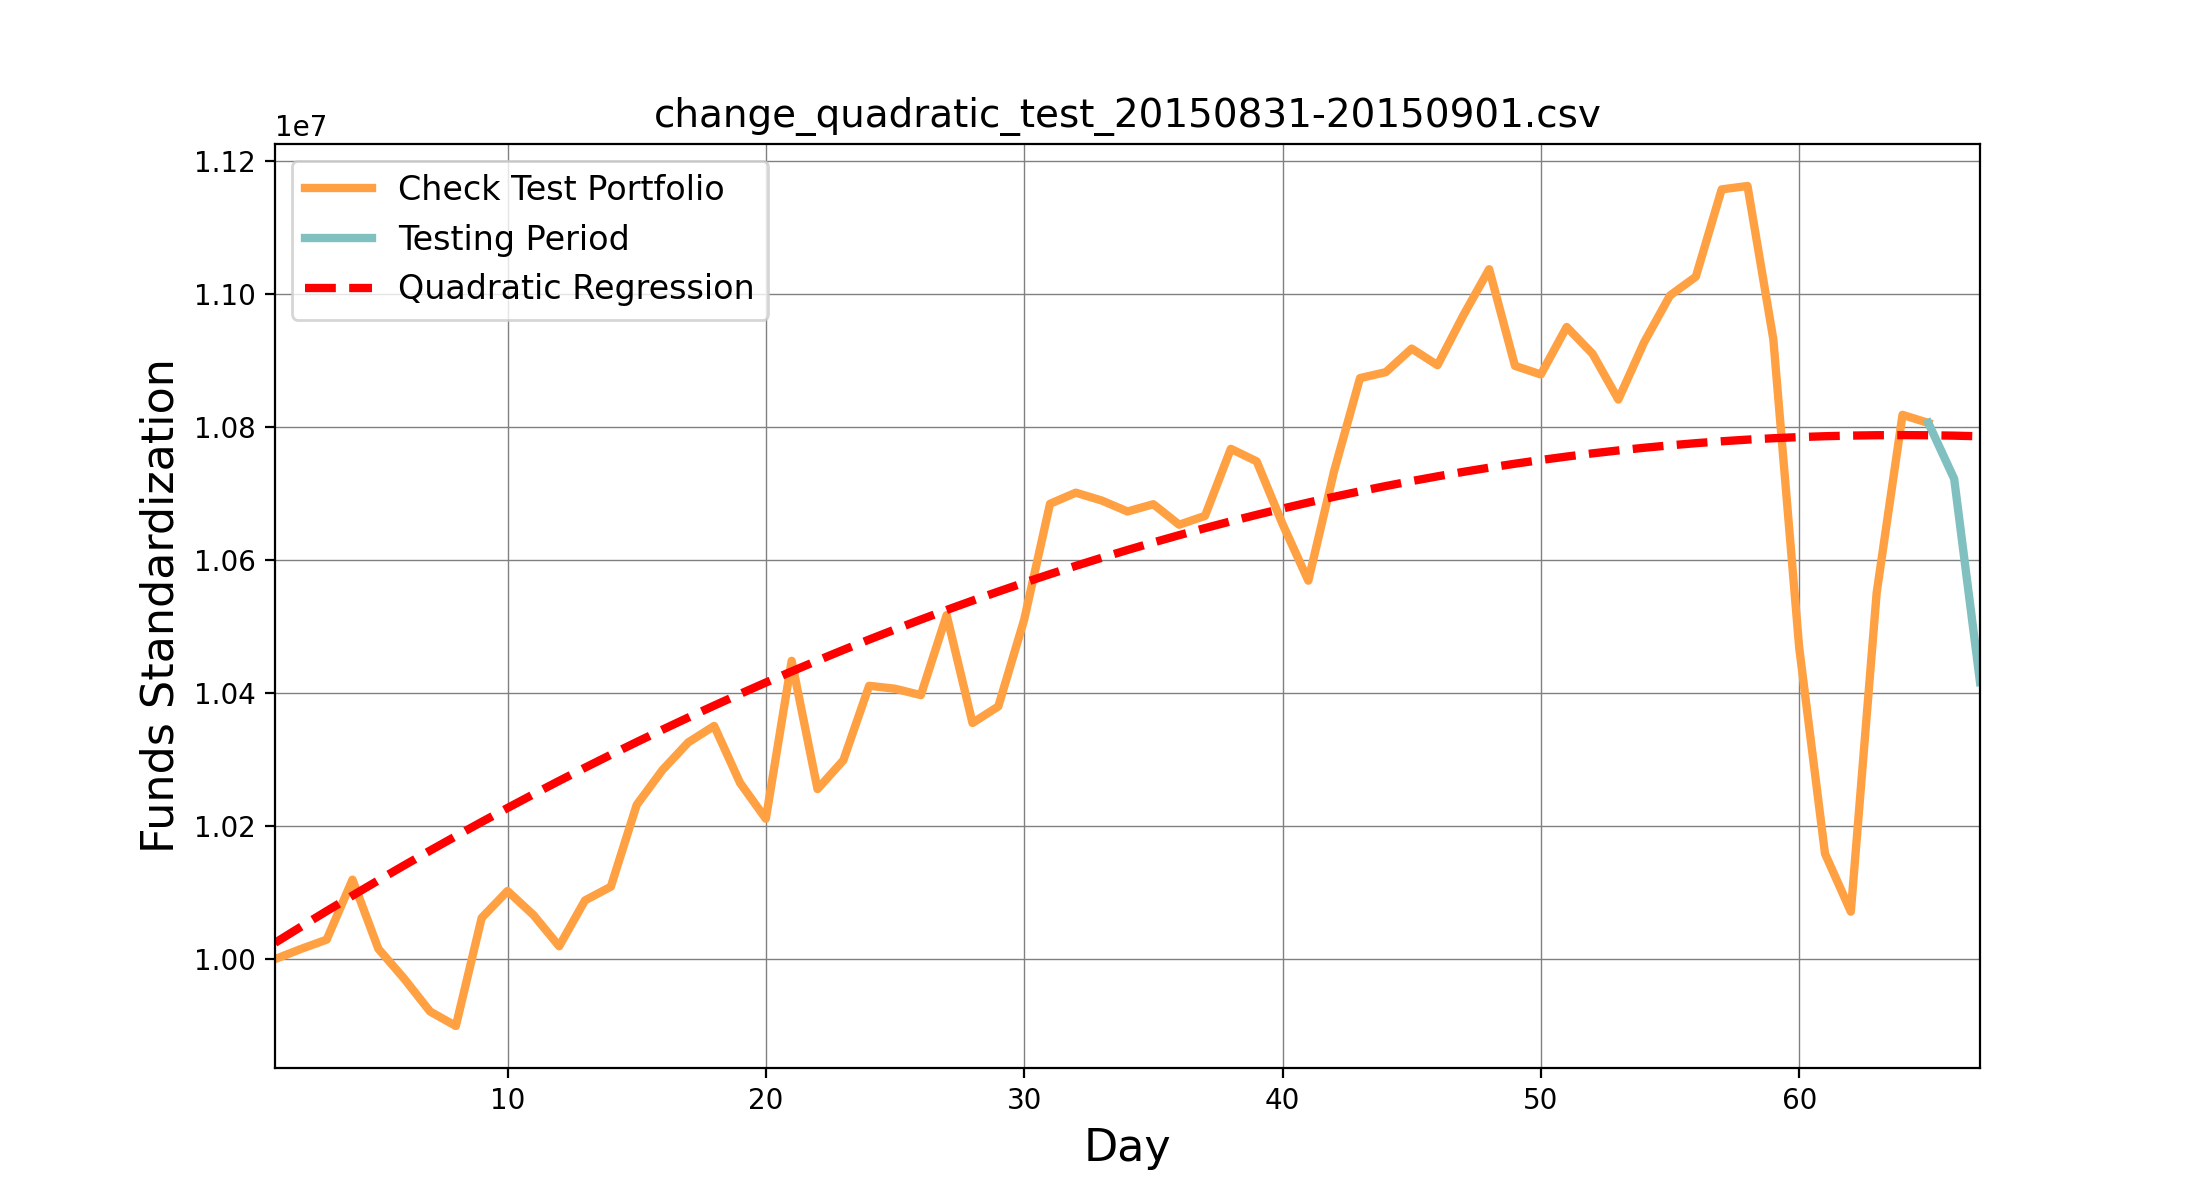 change_quadratic_test_20150831-20150901.csv
1e7
1.12
1.10
1.08
1.06
1.04
1.02
1.00
Funds Standardization
Check Test Portfolio
Testing Period
Quadratic Regression
10 20 30 40 50 60
Day